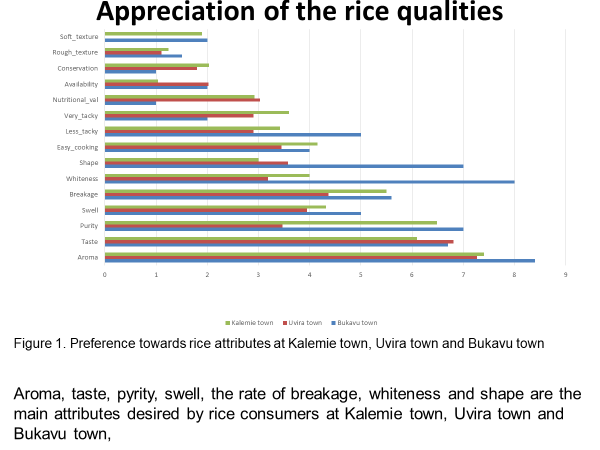 Appreciation of the rice qualities
Soft_texture
Rough_texture
Conservation
Availability
Nutritional_val
Very_tacky
Less_tacky
Easy_cooking
Shape
Whiteness
Breakage
Swell
Purity
Taste
Aroma
0 1 2 3 4 5 6 7 8 9
Kalemie town Uvira town Bukavu town
Figure 1. Preference towards rice attributes at Kalemie town, Uvira town and Bukavu town
Aroma, taste, pyrity, swell, the rate of breakage, whiteness and shape are the
main attributes desired by rice consumers at Kalemie town, Uvira town and
Bukavu town,